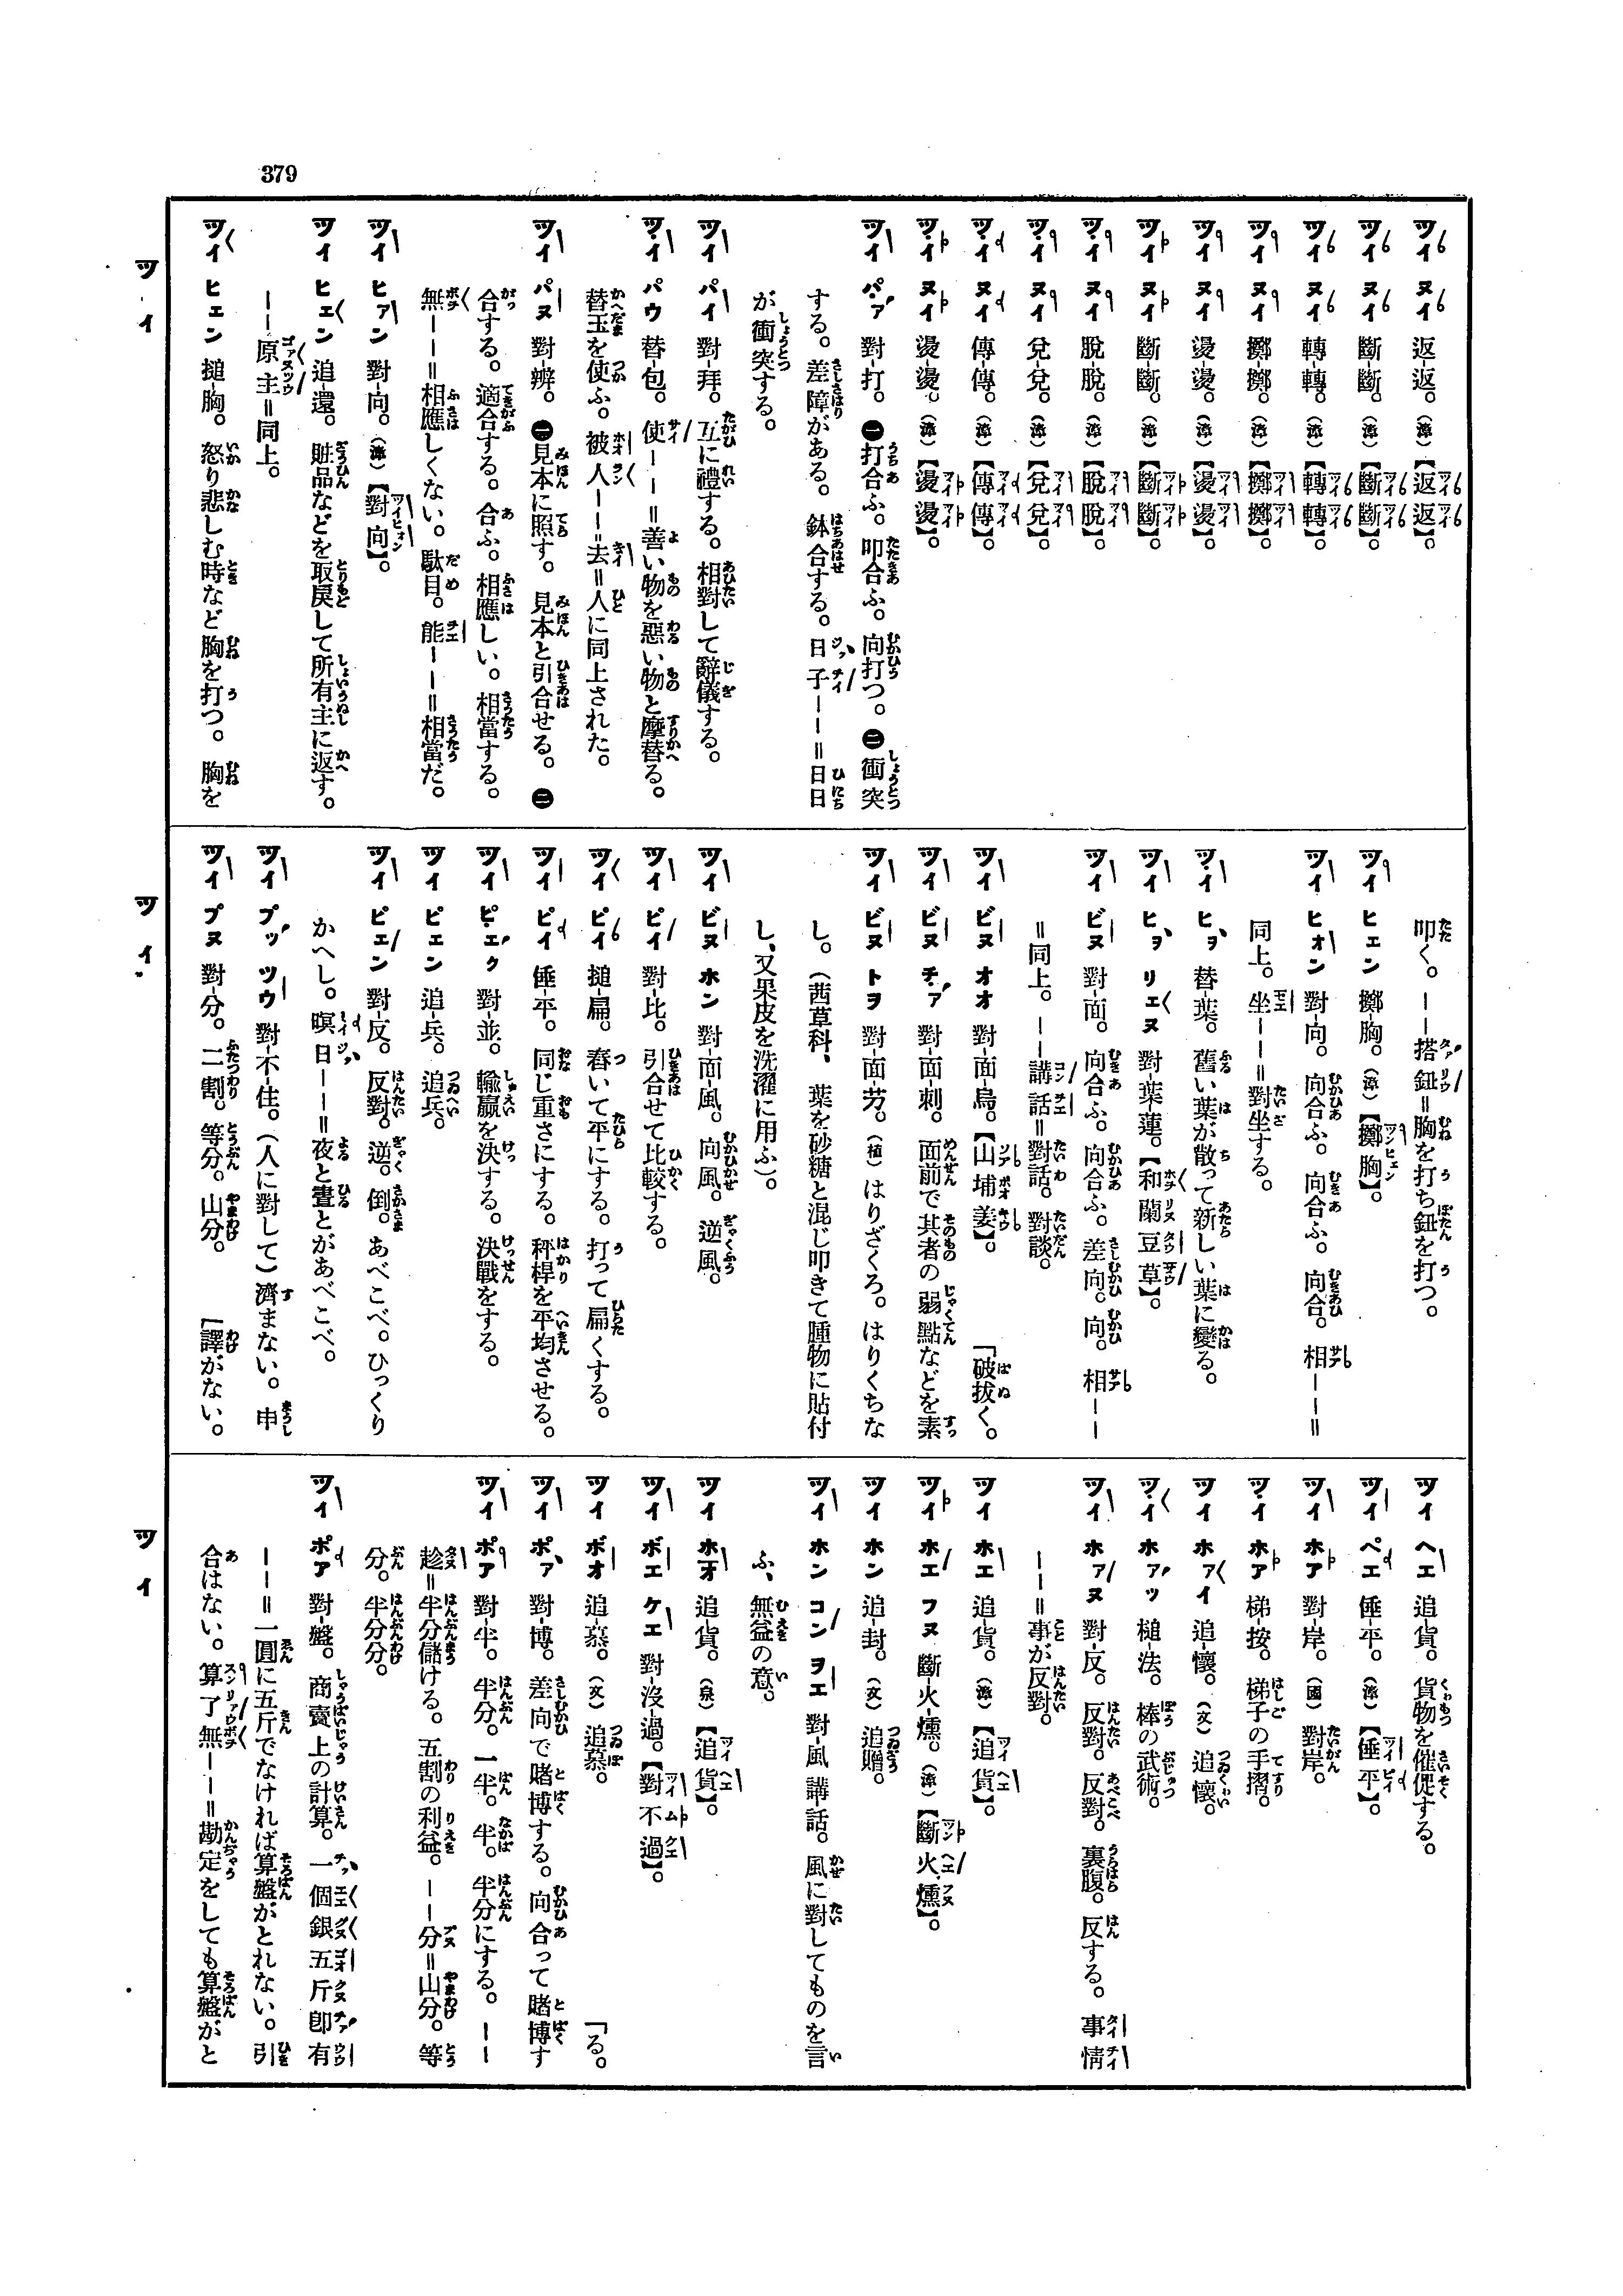 379
ツイ ヌイ 返-返。(漳)【返返】。
ツイ ヌイ 斷-斷。(漳)【斷斷】。
ツイ ヌイ 轉-轉。(漳)【轉轉】。
ツイ ヌイ 擲-擲。(漳)【擲擲】。
ツイ ヌイ 燙-燙。(漳)【燙燙】。
ツイ ヌイ 斷-斷。(漳)【斷斷】。
ツイ ヌイ 脫-脫。(漳)【脫脫】。
ツイ ヌイ 兌-兌。(漳)【兌兌】。
ツイ ヌイ 傳-傳。(漳)【傳傳】。
ツイ ヌイ 燙-燙。(漳)【燙燙】。
ツイ パァ 對-打。㊀打合ふ。叩合ふ。向打つ。㊁衝突
する。差障がある。鉢合する。日子――=日日
が衝突する。
ツイ パイ 對-拜。互に禮する。相對して辭儀する。
ツイ パウ 替-包。使――=善い物を惡い物と摩替る。
替玉を使ふ。被人――去=人に同上された。
ツイ パヌ 對-辨。㊀見本に照す。見本と引合せる。㊁
合する。適合する。合ふ。相應しい。相當する。
無――=相應しくない。駄目。能――=相當だ。
ツイ ヒァン 對-向。(漳)【對向】。
ツイ ヒェン 追-還。賍品などを取戾して所有主に返す。
――原主=同上。
ツイ ヒェン 搥-胸。怒り悲しむ時など胸を打つ。胸を
叩く。――搭鈕=胸を打ち鈕を打つ。
ツイ ヒェン 擲-胸。(漳)【擲胸】。
ツイ ヒォン 對-向。向合ふ。向合ふ。向合。相――=
同上。坐――=對坐する。
ツイ ヒヲ 替-葉。舊い葉が散って新しい葉に變る。
ツイ ヒヲ リェヌ 對-葉-蓮。【和蘭豆草】。
ツイ ビヌ 對-面。向合ふ。向合ふ。差向。向。相――
=同上。――講話=對話。對談。
ツイ ビヌ オオ 對-面-烏。【山埔姜】。 「破拔く。
ツイ ビヌ チァ 對-面-刺。面前で其者の弱點などを素
ツイ ビヌ トヲ 對-面-芳。(植)はりざくろ。はりくちな
し。(茜草科、葉を砂糖と混じ叩きて腫物に貼付
し、又果皮を洗濯に用ふ)。
ツイ ビヌ ホン 對-面-風。向風。逆風。
ツイ ピイ 對-比。引合せて比較する。
ツイ ピイ 搥-扁。舂いて平にする。打って扁くする。
ツイ ピイ 倕-平。同じ重さにする。秤桿を平均させる。
ツイ ピェク 對-並。輸贏を決する。決戰をする。
ツイ ピェン 追-兵。追兵。
ツイ ピェン 對-反。反對。逆。倒。あべこべ。ひっくり
かへし。暝日――=夜と晝とがあべこべ。
ツイ プッ ツウ 對-不-住。(人に對して)濟まない。申
ツイ プヌ 對-分。二割。等分。山分。 「譯がない。
ツイ ヘエ 追-貨。貨物を催促する。
ツイ ペエ 倕-平。(漳)【倕平】。
ツイ ホア 對-岸。(國)對岸。
ツイ ホア 梯-按。梯子の手摺。
ツイ ホァイ 追-懷。(文)追懷。
ツイ ホァッ 槌-法。棒の武術。
ツイ ホァヌ 對-反。反對。反對。裏腹。反する。事情
――=事が反對。
ツイ ホエ 追-貨。(漳)【追貨】。
ツイ ホエ フヌ 斷-火-燻。(漳)【斷火燻】。
ツイ ホン 追-封。(文)追贈。
ツイ ホン コン ヲエ 對-風 講話。風に對してものを言
ふ、無益の意。
ツイ ホオ 追-貨。(泉)【追貨】。
ツイ ボエ ケエ 對-沒-過。【對不過】。
ツイ ボオ 追-慕。(文)追慕。 「る。
ツイ ポァ 對-博。差向で賭博する。向合って賭博す
ツイ ポア 對-半。半分。一半。半。半分にする。――
趁=半分儲ける。五割の利益。――分=山分。等
分。半分分。
ツイ ポア 對-盤。商賣上の計算。一個銀五斤卽有
――=一圓に五斤でなければ算盤がとれない。引
合はない。算了無――=勘定をしても算盤がと
ツイ
ツイ
ツイ